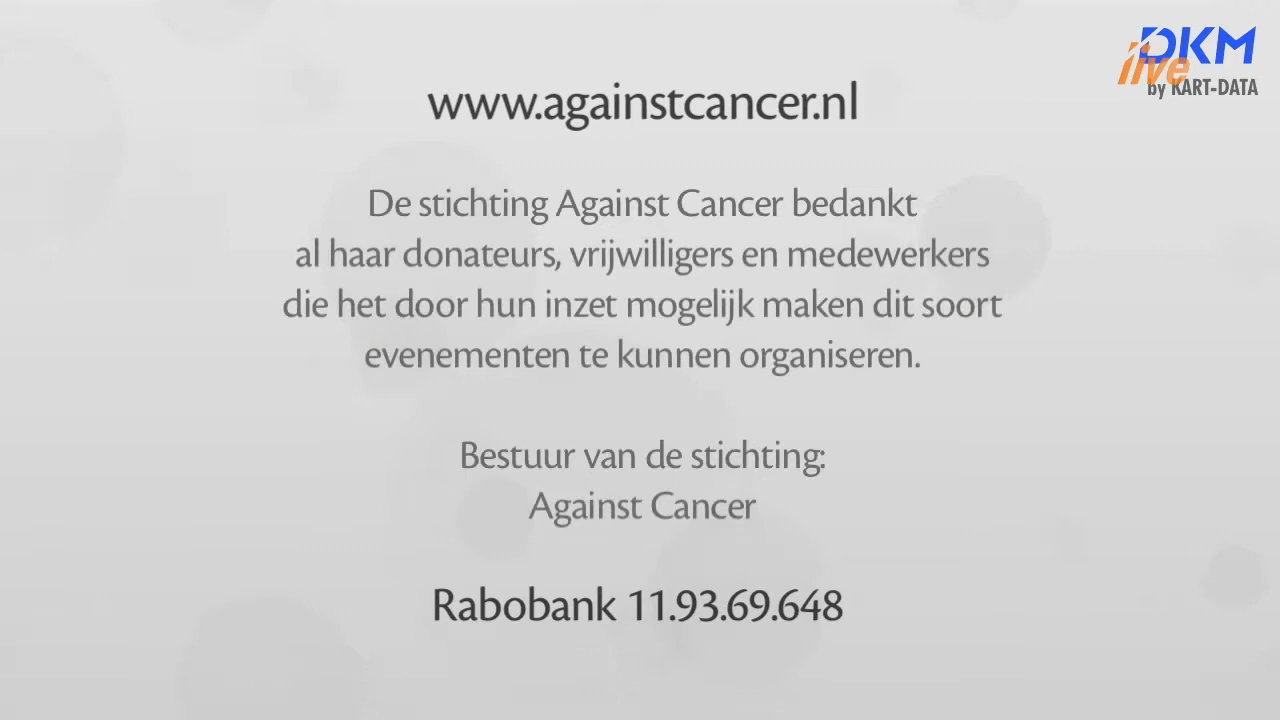 DKM
live
by KART-DATA
www.againstcancer.nl
De stichting Against Cancer bedankt
al haar donateurs, vrijwilligers en medewerkers
die het door hun inzet mogelijk maken dit soort
evenementen te kunnen organiseren.
Bestuur van de stichting:
Against Cancer
Rabobank 11.93.69.648